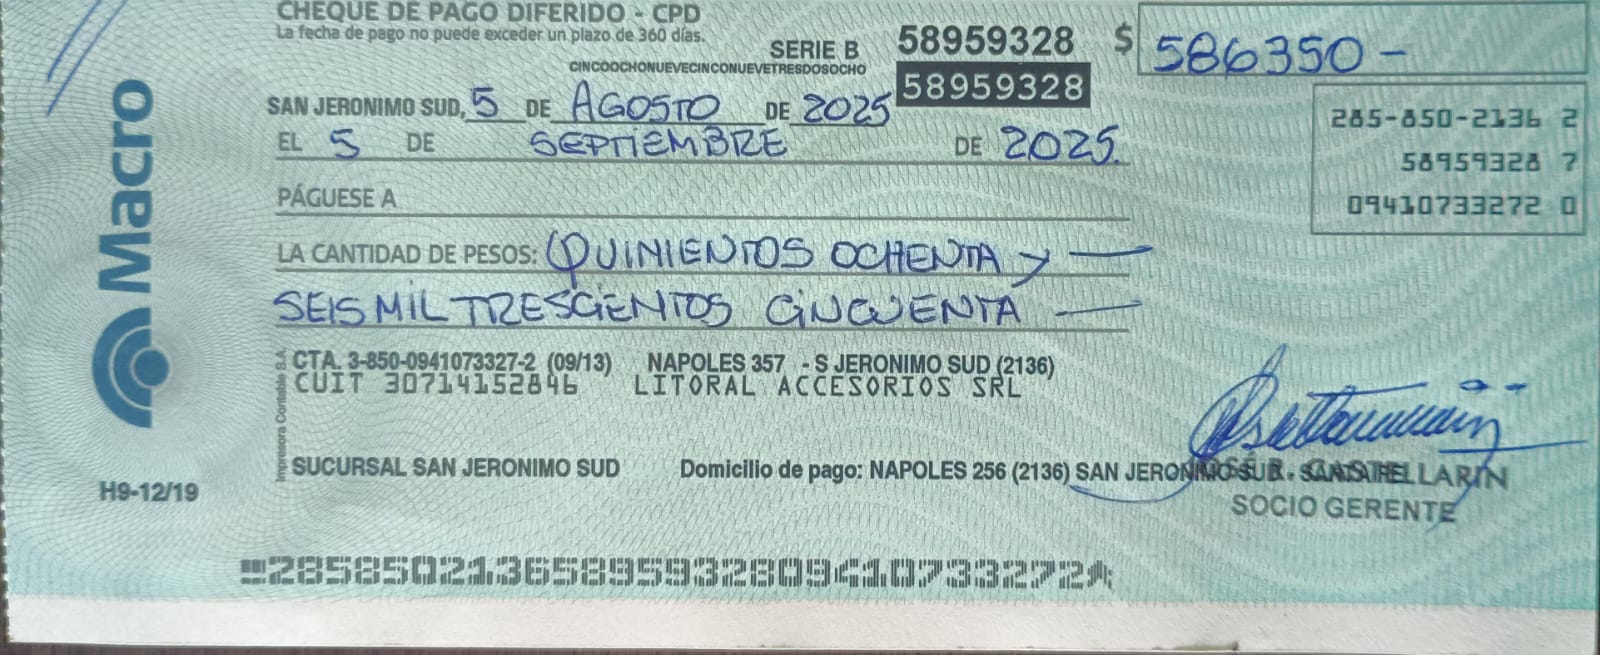 CHEQUE DE PAGO DIFERIDO - CPD
La fecha de pago no puede exceder un plazo de 360 días.
SERIE B 58959328 $ 586350 -
CINCOOCHONUEVECINCONUEVETRESDOSOCHO
58959328
SAN JERONIMO SUD, 5 DE AGOSTO DE 2025
285-850-2136 2
EL 5 DE SEPTIEMBRE DE 2025.
58959328 7
PÁGUESE A
09410733272 0
LA CANTIDAD DE PESOS: QUINIENTOS OCHENTA Y —
SEIS MIL TRESCIENTOS CINCUENTA —
CTA. 3-850-0941073327-2 (09/13) NAPOLES 357 - S JERONIMO SUD (2136)
CUIT 30714152846 LITORAL ACCESORIOS SRL
SUCURSAL SAN JERONIMO SUD Domicilio de pago: NAPOLES 256 (2136) SAN JERONIMO SUD - SANTA FE
SOCIO GERENTE
Macro
H9-12/19
Impresora Contable S.A.
28585021365895932809410733272